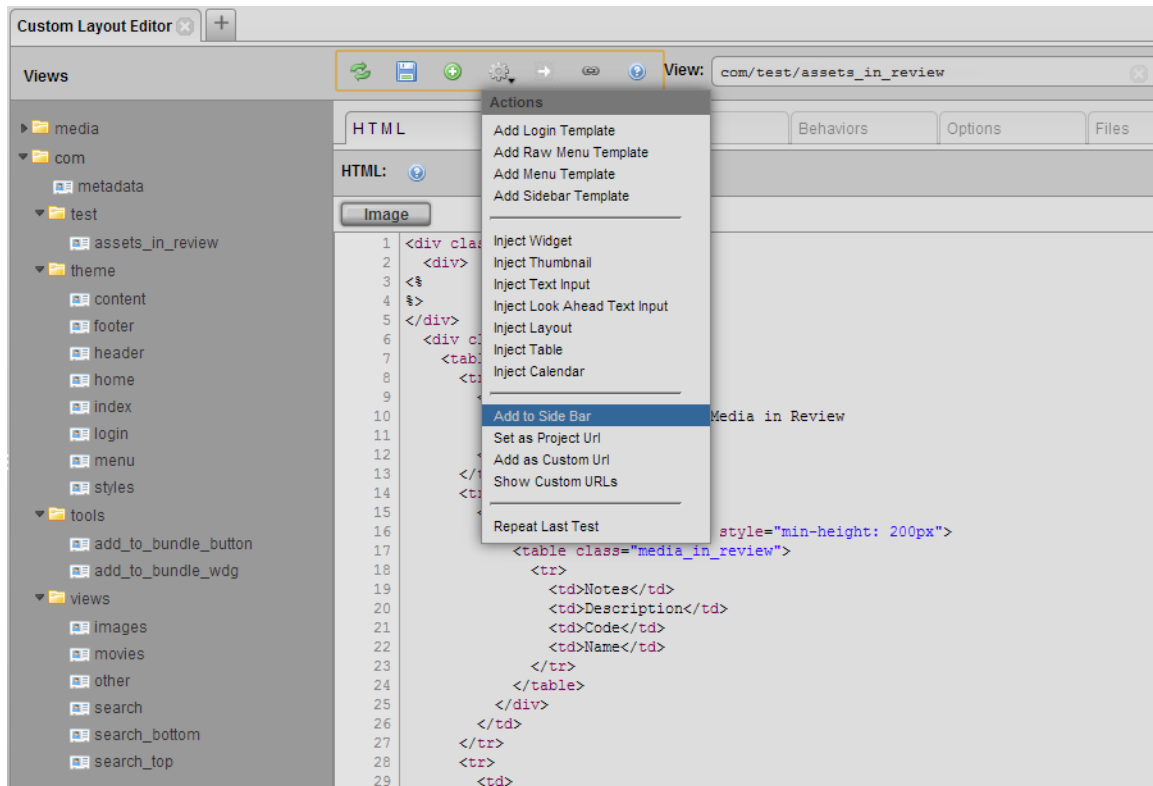 Custom Layout Editor
+
Views
View: com/test/assets_in_review
media
com
metadata
test
assets_in_review
theme
content
footer
header
home
index
login
menu
styles
tools
add_to_bundle_button
add_to_bundle_wdg
views
images
movies
other
search
search_bottom
search_top
HTML
Behaviors
Options
Files
HTML:
Image
Actions
Add Login Template
Add Raw Menu Template
Add Menu Template
Add Sidebar Template
Inject Widget
Inject Thumbnail
Inject Text Input
Inject Look Ahead Text Input
Inject Layout
Inject Table
Inject Calendar
Add to Side Bar
Set as Project Url
Add as Custom Url
Show Custom URLs
Repeat Last Test
1 <div clas
2 <div>
3 <%
4 %>
5 </div>
6 <div c
7 <tab
8 <t
9 <
10 Media in Review
11
12 <
13 </t
14 <t
15 <
16 style="min-height: 200px">
17 <table class="media_in_review">
18 <tr>
19 <td>Notes</td>
20 <td>Description</td>
21 <td>Code</td>
22 <td>Name</td>
23 </tr>
24 </table>
25 </div>
26 </td>
27 </tr>
28 <tr>
29 <td>